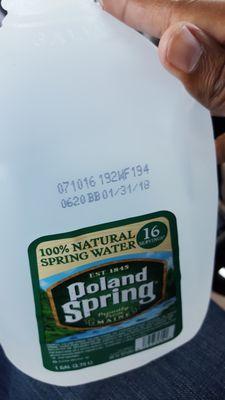 071016 192WF194
0620 BB 01/31/18
100% NATURAL
SPRING WATER
16
SERVINGS
EST. 1845
Poland
Spring
MAINE
1 GAL (3.78 L)